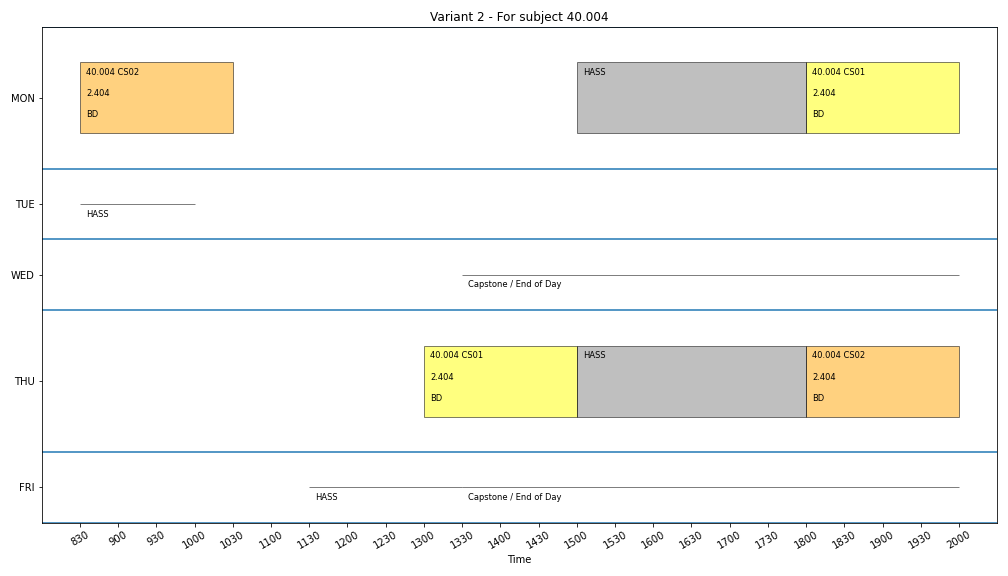 Variant 2 - For subject 40.004
MON
40.004 CS02
2.404
BD
HASS
40.004 CS01
2.404
BD
TUE
HASS
WED
Capstone / End of Day
THU
40.004 CS01
2.404
BD
HASS
40.004 CS02
2.404
BD
FRI
HASS
Capstone / End of Day
830 900 930 1000 1030 1100 1130 1200 1230 1300 1330 1400 1430 1500 1530 1600 1630 1700 1730 1800 1830 1900 1930 2000
Time